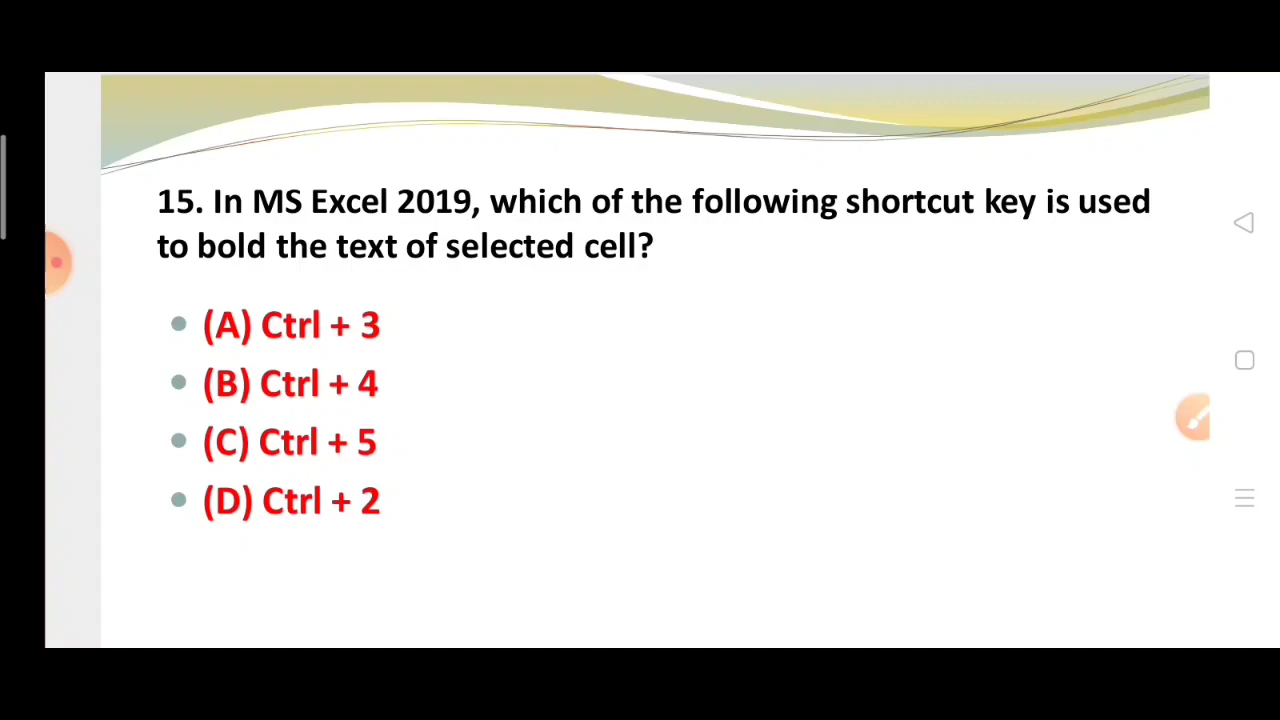 15. In MS Excel 2019, which of the following shortcut key is used
to bold the text of selected cell?
(A) Ctrl + 3
(B) Ctrl + 4
(C) Ctrl + 5
(D) Ctrl + 2